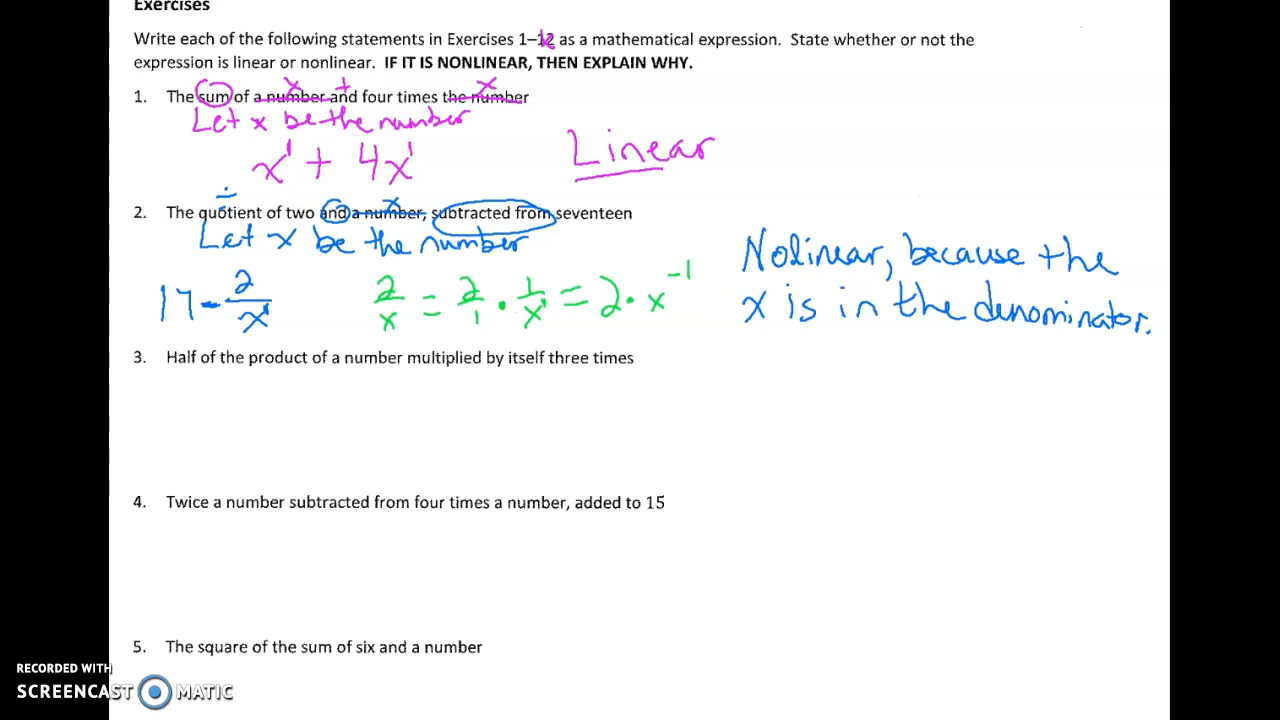 Exercises
Write each of the following statements in Exercises 1–12 as a mathematical expression. State whether or not the
expression is linear or nonlinear. IF IT IS NONLINEAR, THEN EXPLAIN WHY.
x + x
1. The sum of a number and four times the number
Let x be the number
x¹ + 4x¹ Linear
÷ x
2. The quotient of two and a number, subtracted from seventeen
Let x be the number
17 - 2/x¹ 2/x = 2/1 · 1/x¹ = 2 · x⁻¹
Nolinear, because the
x is in the denominator.
3. Half of the product of a number multiplied by itself three times
4. Twice a number subtracted from four times a number, added to 15
5. The square of the sum of six and a number
RECORDED WITH
SCREENCAST MATIC